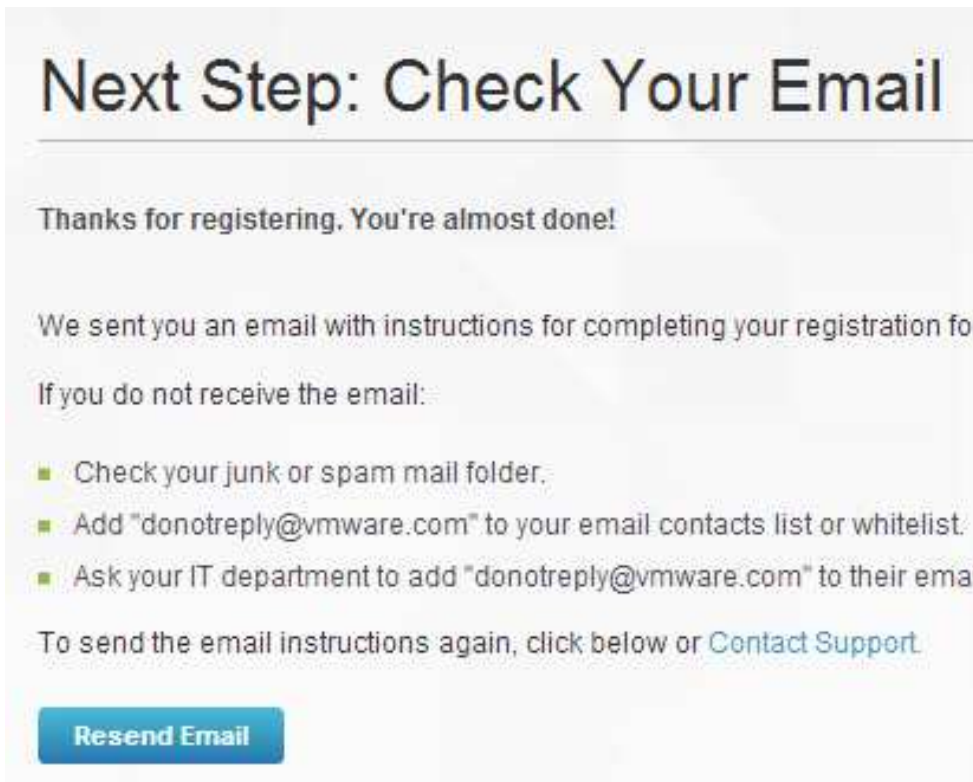 Next Step: Check Your Email
Thanks for registering. You're almost done!
We sent you an email with instructions for completing your registration fo
If you do not receive the email:
Check your junk or spam mail folder.
Add "donotreply@vmware.com" to your email contacts list or whitelist.
Ask your IT department to add "donotreply@vmware.com" to their ema
To send the email instructions again, click below or Contact Support.
Resend Email